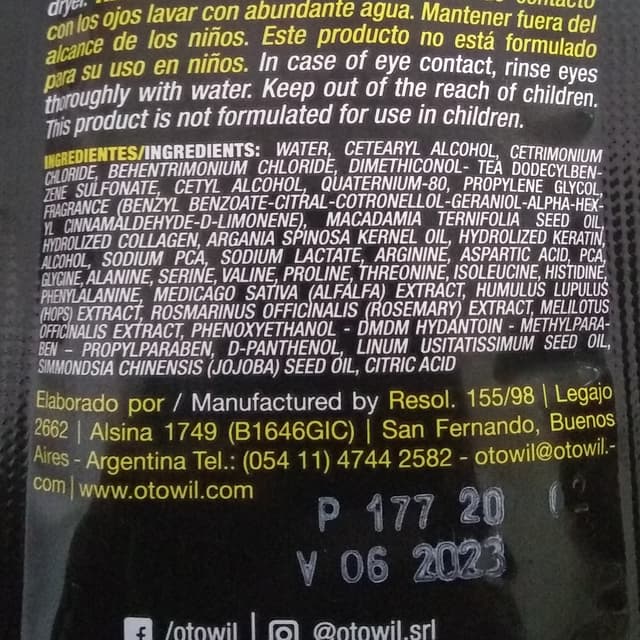 dryer.
con los ojos lavar con abundante agua. Mantener fuera del
alcance de los niños. Este producto no está formulado
para su uso en niños. In case of eye contact, rinse eyes
thoroughly with water. Keep out of the reach of children.
This product is not formulated for use in children.
INGREDIENTES/INGREDIENTS: WATER, CETEARYL ALCOHOL, CETRIMONIUM
CHLORIDE, BEHENTRIMONIUM CHLORIDE, DIMETHICONOL- TEA DODECYLBEN-
ZENE SULFONATE, CETYL ALCOHOL, QUATERNIUM-80, PROPYLENE GLYCOL,
FRAGRANCE (BENZYL BENZOATE-CITRAL-COTRONELLOL-GERANIOL-ALPHA-HEX-
YL CINNAMALDEHYDE-D-LIMONENE), MACADAMIA TERNIFOLIA SEED OIL,
HYDROLIZED COLLAGEN, ARGANIA SPINOSA KERNEL OIL, HYDROLIZED KERATIN,
ALCOHOL, SODIUM PCA, SODIUM LACTATE, ARGININE, ASPARTIC ACID, PCA,
GLYCINE, ALANINE, SERINE, VALINE, PROLINE, THREONINE, ISOLEUCINE, HISTIDINE,
PHENYLALANINE, MEDICAGO SATIVA (ALFALFA) EXTRACT, HUMULUS LUPULUS
(HOPS) EXTRACT, ROSMARINUS OFFICINALIS (ROSEMARY) EXTRACT, MELILOTUS
OFFICINALIS EXTRACT, PHENOXYETHANOL - DMDM HYDANTOIN - METHYLPARA-
BEN – PROPYLPARABEN, D-PANTHENOL, LINUM USITATISSIMUM SEED OIL,
SIMMONDSIA CHINENSIS (JOJOBA) SEED OIL, CITRIC ACID
Elaborado por / Manufactured by Resol. 155/98 | Legajo
2662 | Alsina 1749 (B1646GIC) | San Fernando, Buenos
Aires - Argentina Tel.: (054 11) 4744 2582 - otowil@otowil.-
com | www.otowil.com
P 177 20
V 06 2023
/otowil | @otowil.srl